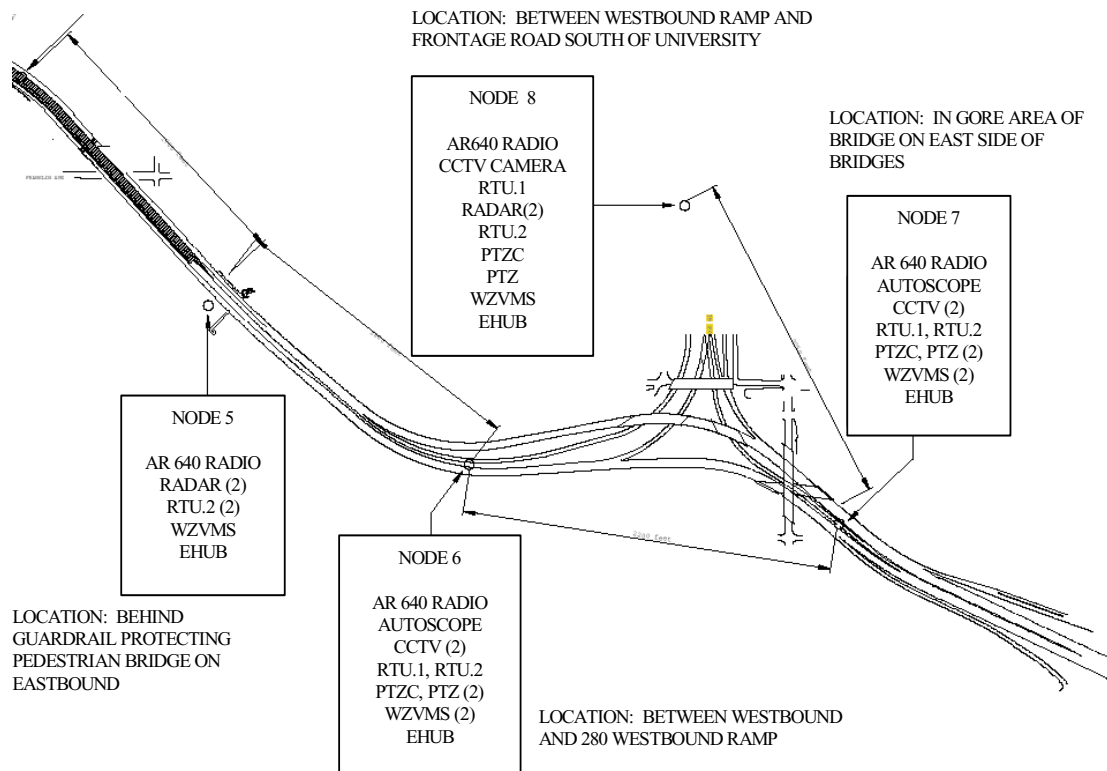 LOCATION: BETWEEN WESTBOUND RAMP AND
FRONTAGE ROAD SOUTH OF UNIVERSITY
NODE 8
AR640 RADIO
CCTV CAMERA
RTU.1
RADAR(2)
RTU.2
PTZC
PTZ
WZVMS
EHUB
LOCATION: IN GORE AREA OF
BRIDGE ON EAST SIDE OF
BRIDGES
NODE 7
AR 640 RADIO
AUTOSCOPE
CCTV (2)
RTU.1, RTU.2
PTZC, PTZ (2)
WZVMS (2)
EHUB
FRANKLIN AVE
NODE 5
AR 640 RADIO
RADAR (2)
RTU.2 (2)
WZVMS
EHUB
LOCATION: BEHIND
GUARDRAIL PROTECTING
PEDESTRIAN BRIDGE ON
EASTBOUND
NODE 6
AR 640 RADIO
AUTOSCOPE
CCTV (2)
RTU.1, RTU.2
PTZC, PTZ (2)
WZVMS (2)
EHUB
LOCATION: BETWEEN WESTBOUND
AND 280 WESTBOUND RAMP
feet